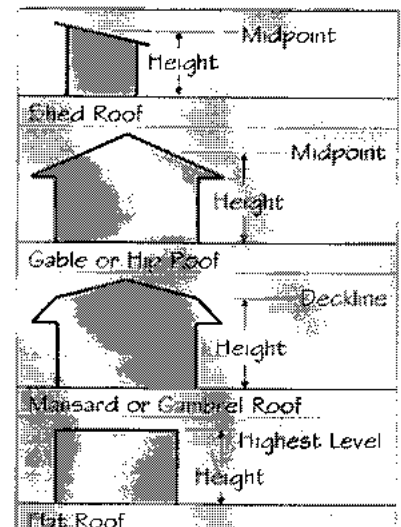 Midpoint
Height
Shed Roof
Midpoint
Height
Gable or Hip Roof
Deckline
Height
Mansard or Gambrel Roof
Highest Level
Height
Flat Roof